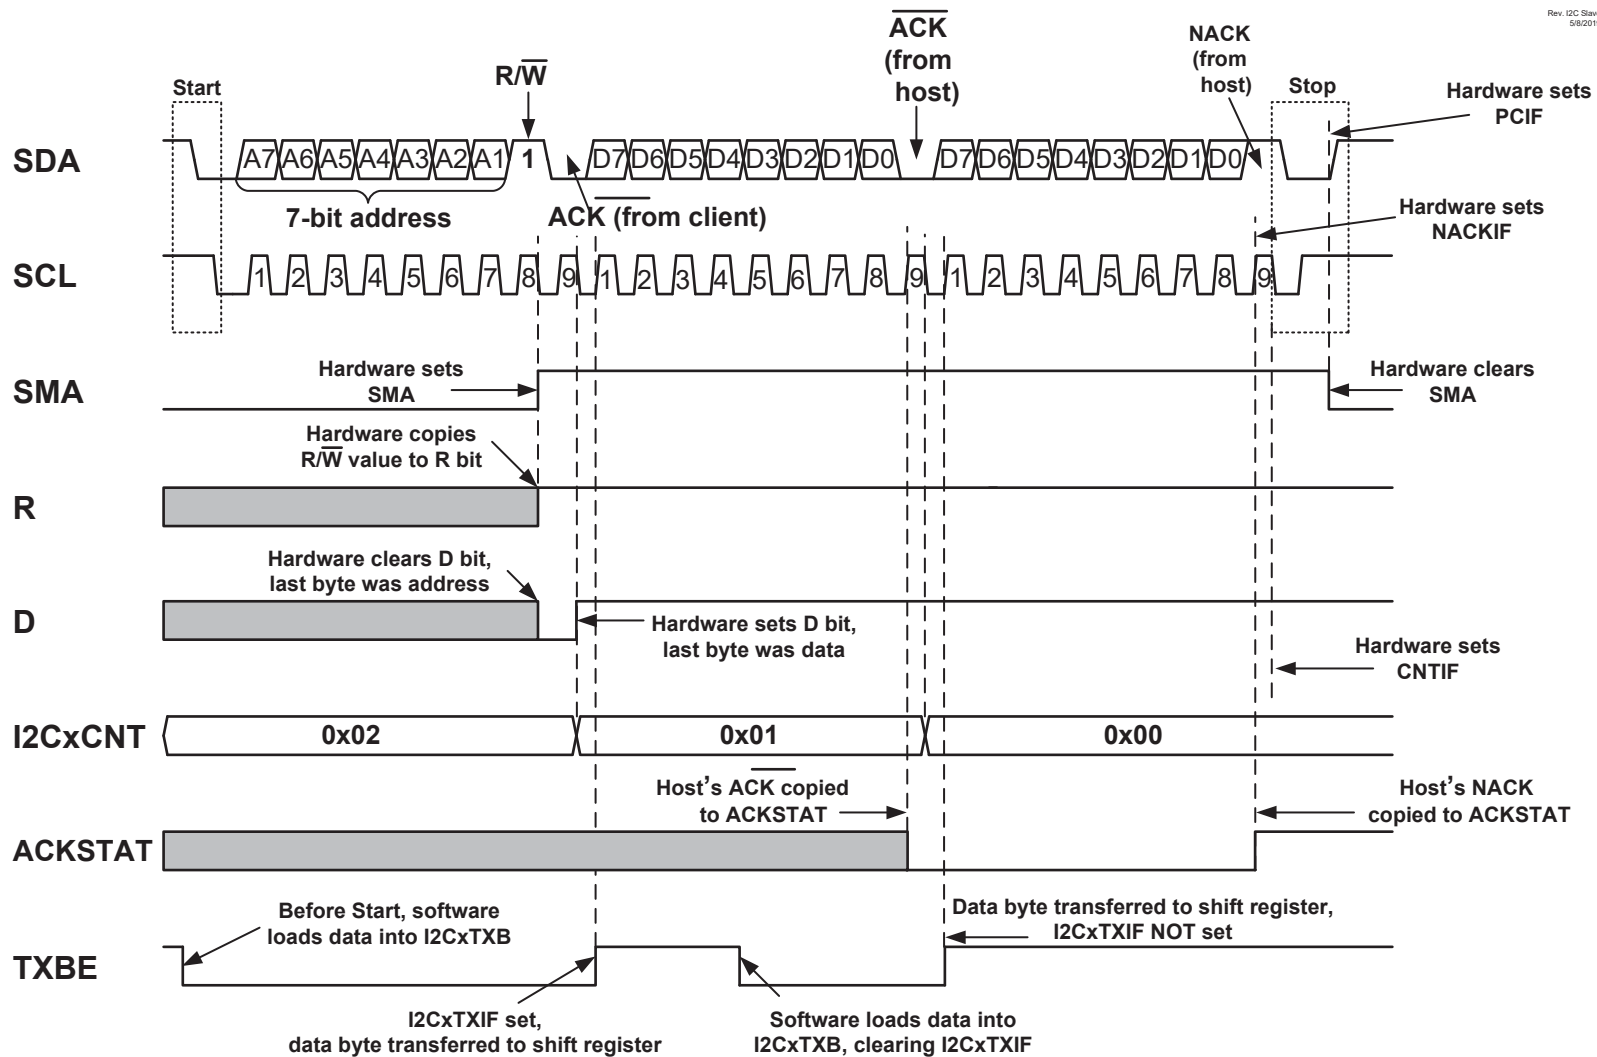 Rev. I2C Slav
5/8/201
ACK
(from
host)
NACK
(from
host)
Start
R/W
Stop
Hardware sets
PCIF
SDA
A7 A6 A5 A4 A3 A2 A1 1 D7 D6 D5 D4 D3 D2 D1 D0 D7 D6 D5 D4 D3 D2 D1 D0
7-bit address
ACK (from client)
Hardware sets
NACKIF
SCL
1 2 3 4 5 6 7 8 9 1 2 3 4 5 6 7 8 9 1 2 3 4 5 6 7 8 9
SMA
Hardware sets
SMA
Hardware clears
SMA
Hardware copies
R/W value to R bit
R
Hardware clears D bit,
last byte was address
D
Hardware sets D bit,
last byte was data
Hardware sets
CNTIF
I2CxCNT
0x02 0x01 0x00
Host's ACK copied
to ACKSTAT
Host's NACK
copied to ACKSTAT
ACKSTAT
Before Start, software
loads data into I2CxTXB
Data byte transferred to shift register,
I2CxTXIF NOT set
TXBE
I2CxTXIF set,
data byte transferred to shift register
Software loads data into
I2CxTXB, clearing I2CxTXIF